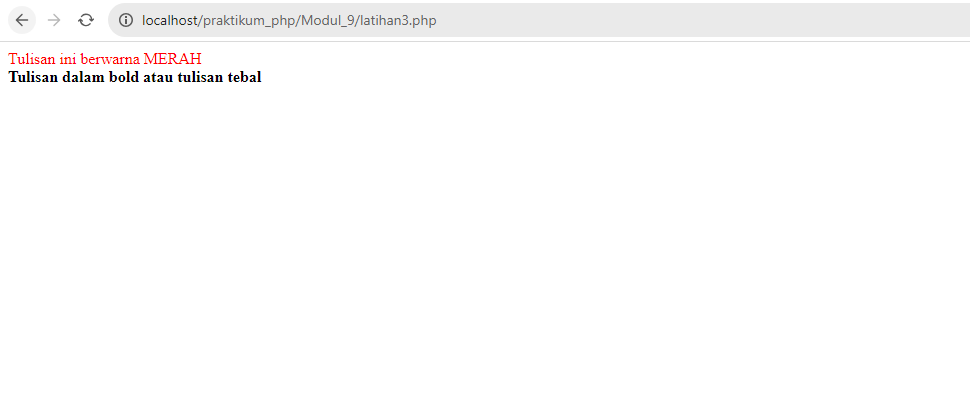 localhost/praktikum_php/Modul_9/latihan3.php
Tulisan ini berwarna MERAH
Tulisan dalam bold atau tulisan tebal